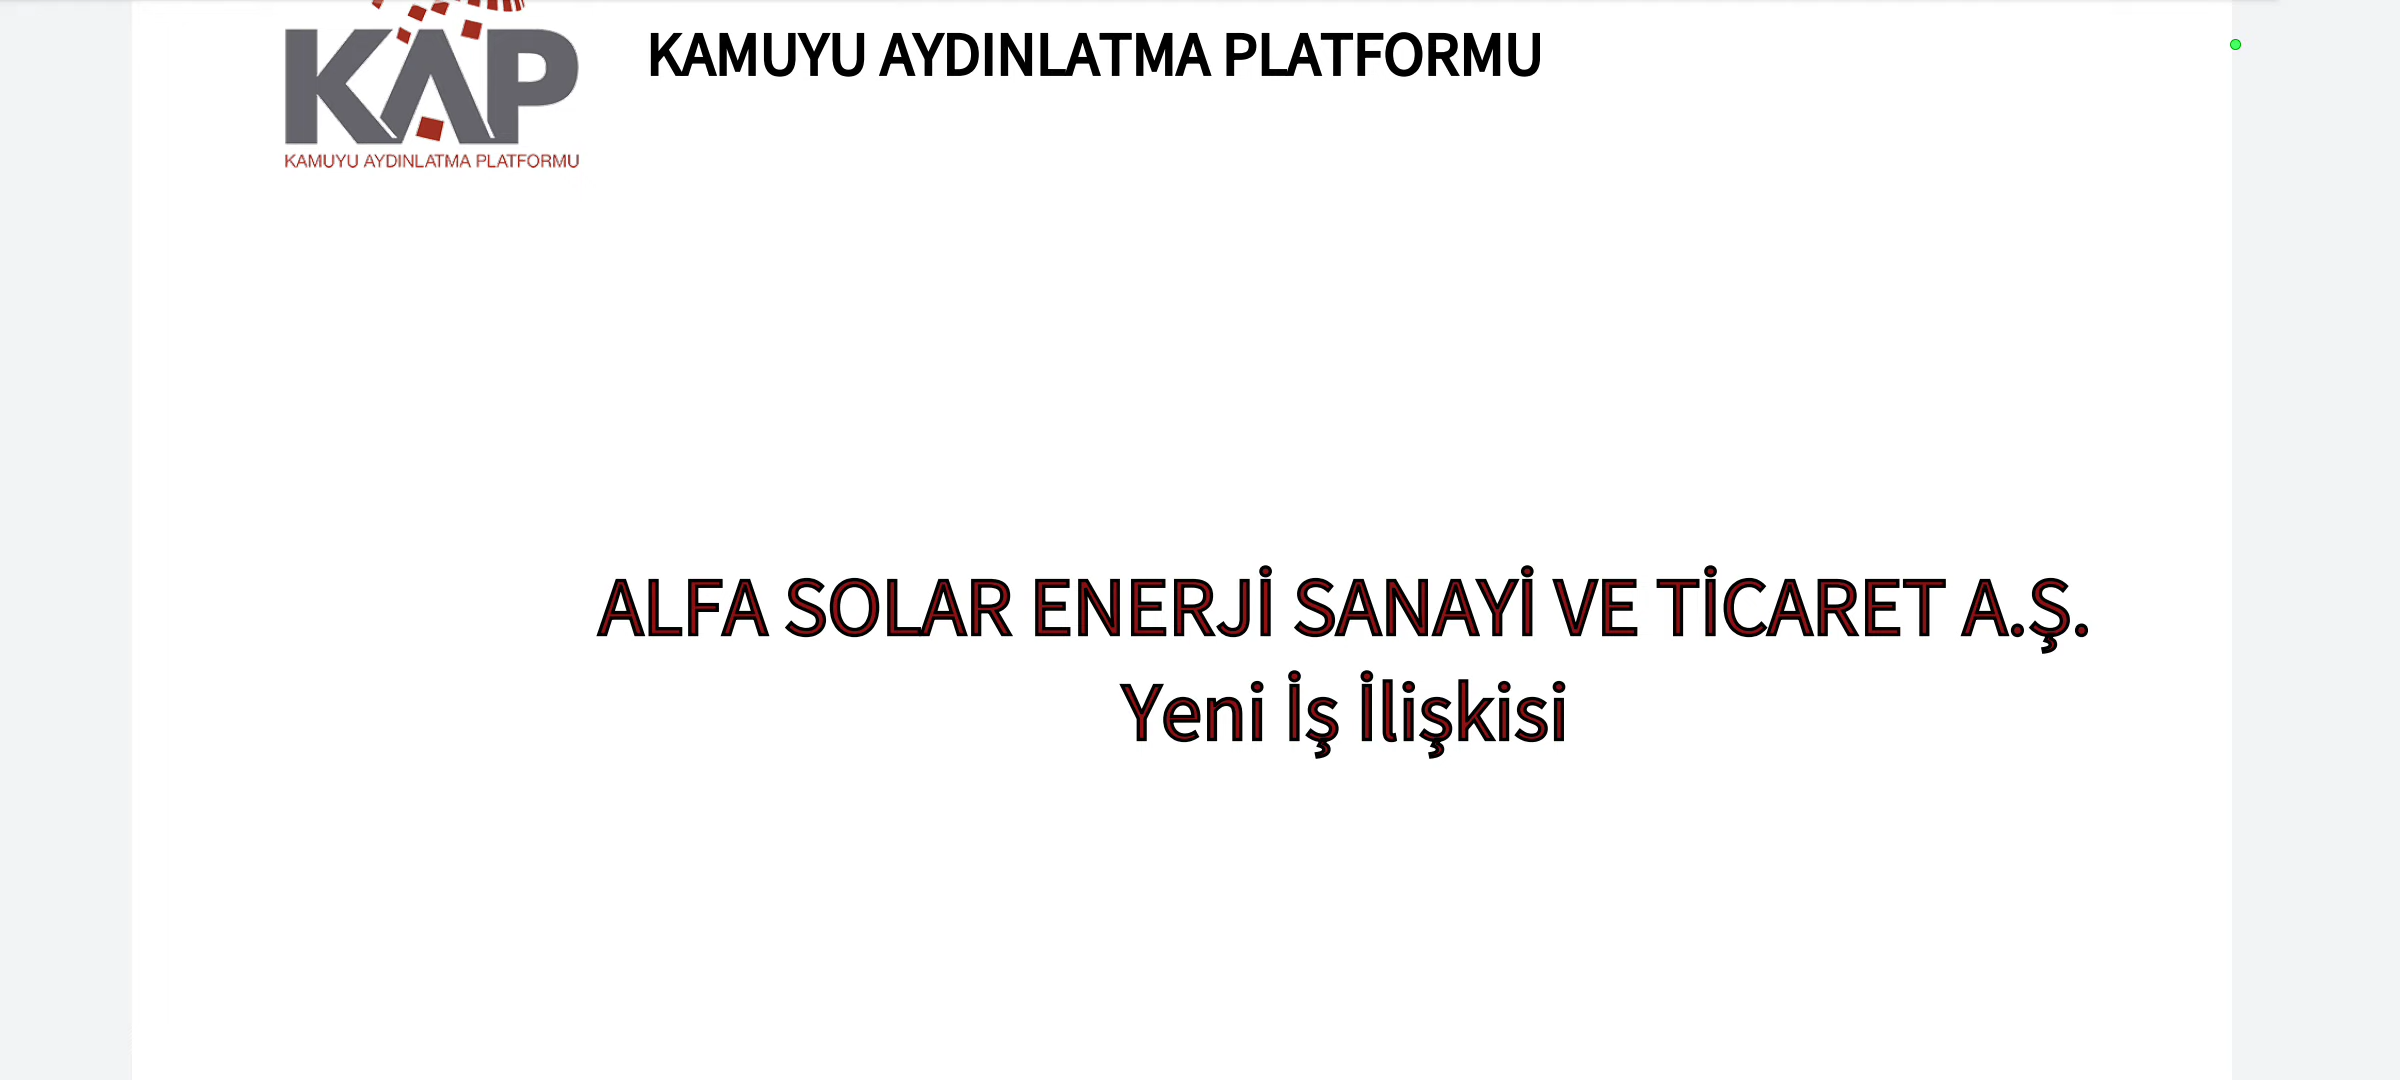 KAP
KAMUYU AYDINLATMA PLATFORMU
KAMUYU AYDINLATMA PLATFORMU
ALFA SOLAR ENERJİ SANAYİ VE TİCARET A.Ş.
Yeni İş İlişkisi